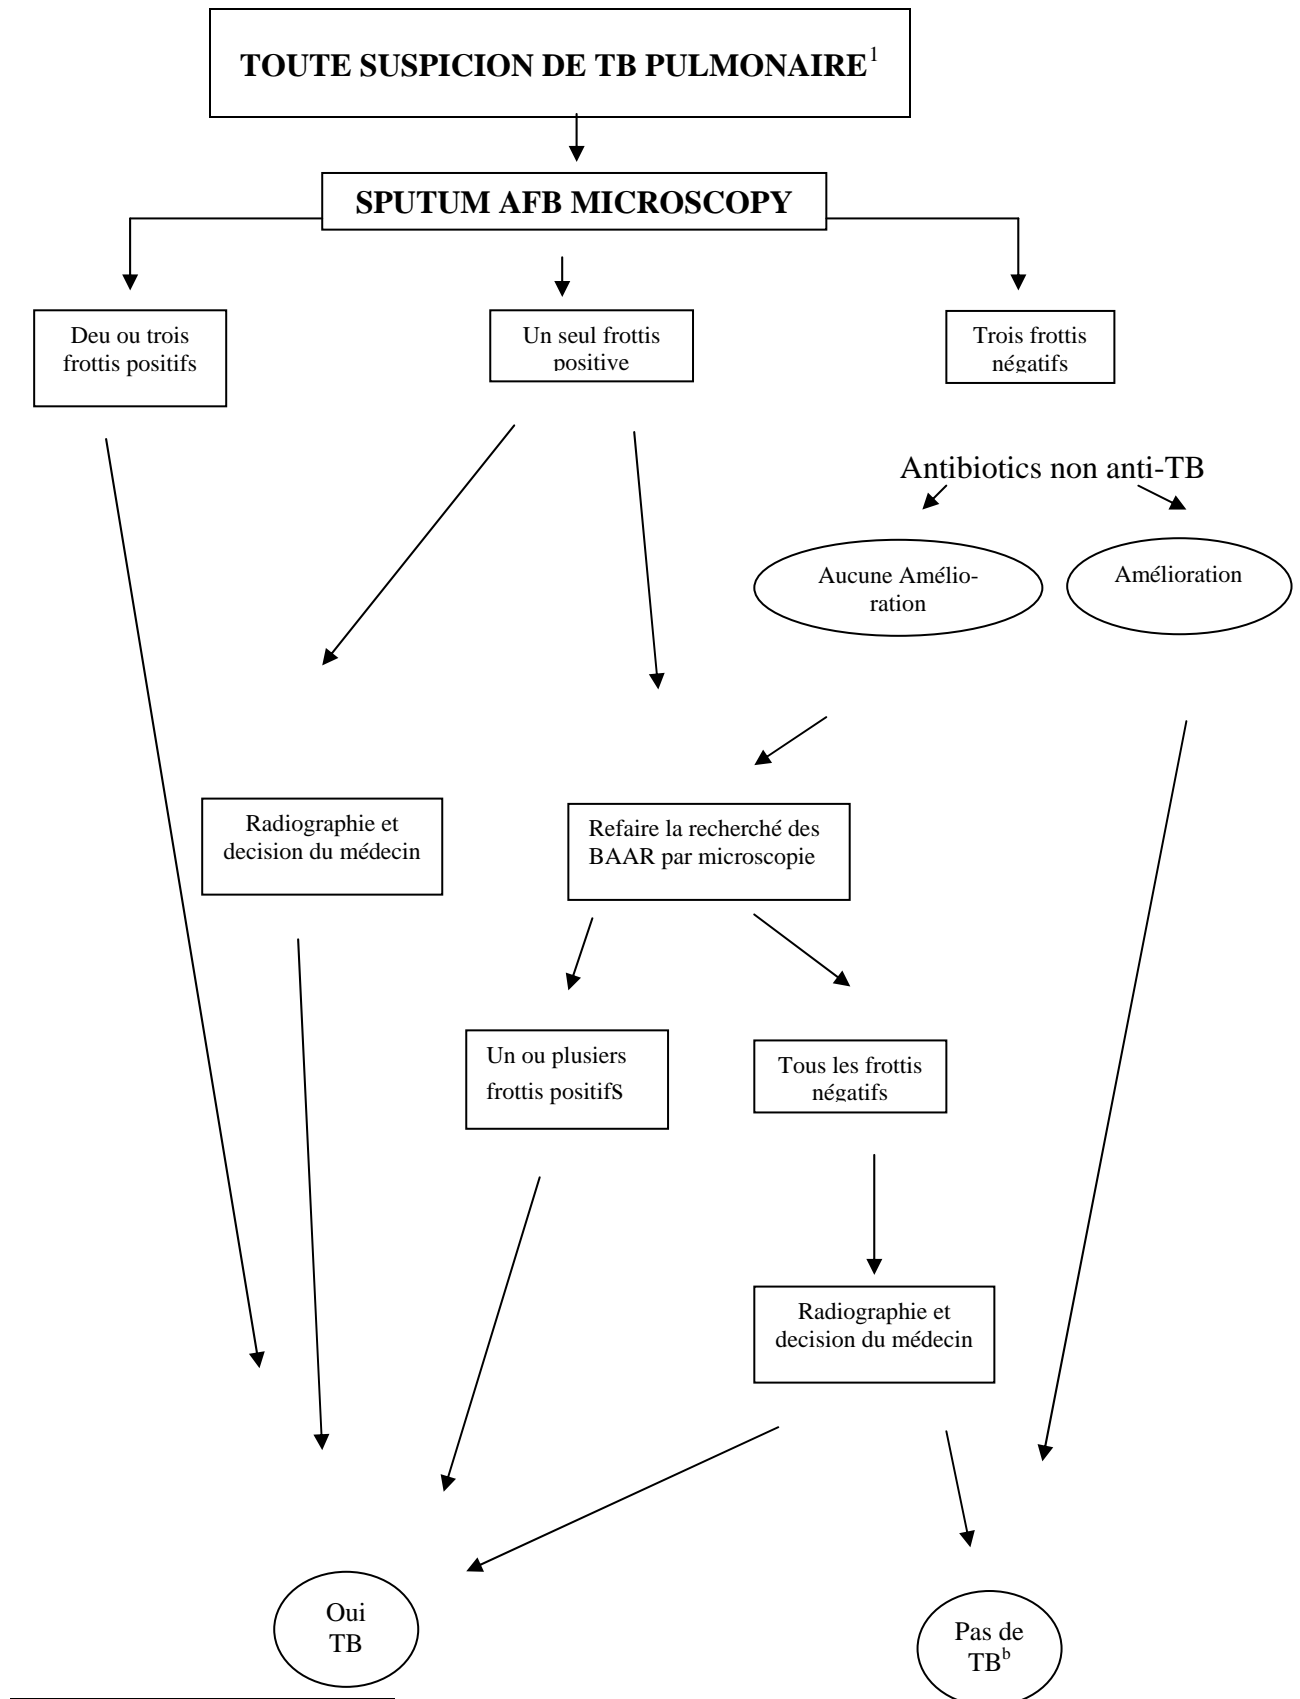 TOUTE SUSPICION DE TB PULMONAIRE¹
SPUTUM AFB MICROSCOPY
Deu ou trois
frottis positifs
Un seul frottis
positive
Trois frottis
négatifs
Antibiotics non anti-TB
Aucune Amélio-
ration
Amélioration
Radiographie et
decision du médecin
Refaire la recherché des
BAAR par microscopie
Un ou plusiers
frottis positifs
Tous les frottis
négatifs
Radiographie et
decision du médecin
Oui
TB
Pas de
TBᵇ